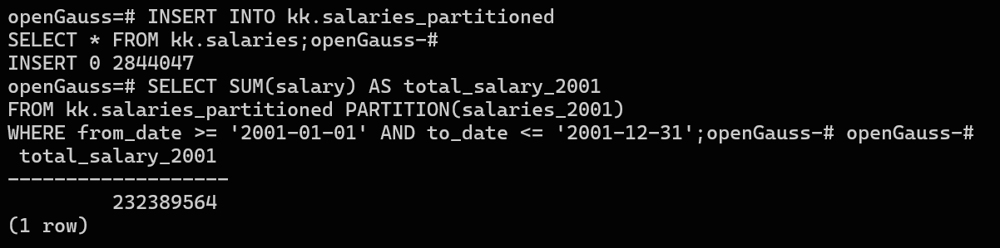 openGauss=# INSERT INTO kk.salaries_partitioned
SELECT * FROM kk.salaries;openGauss-#
INSERT 0 2844047
openGauss=# SELECT SUM(salary) AS total_salary_2001
FROM kk.salaries_partitioned PARTITION(salaries_2001)
WHERE from_date >= '2001-01-01' AND to_date <= '2001-12-31';openGauss-# openGauss-#
 total_salary_2001
-------------------
         232389564
(1 row)